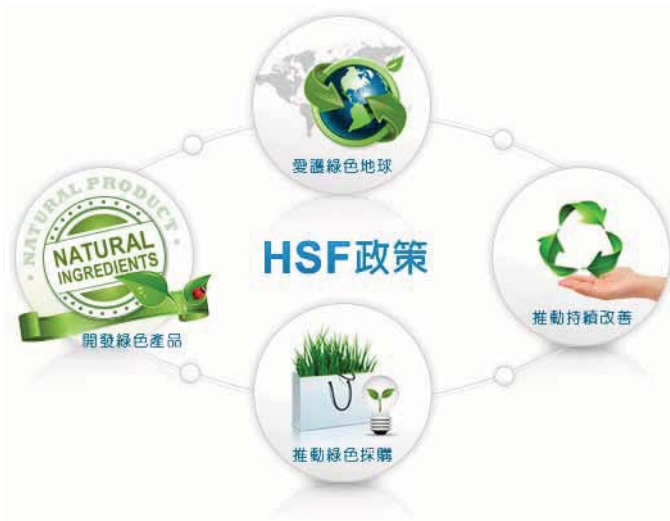 愛護綠色地球
NATURAL PRODUCT
NATURAL
INGREDIENTS
開發綠色產品
HSF政策
推動持續改善
推動綠色採購